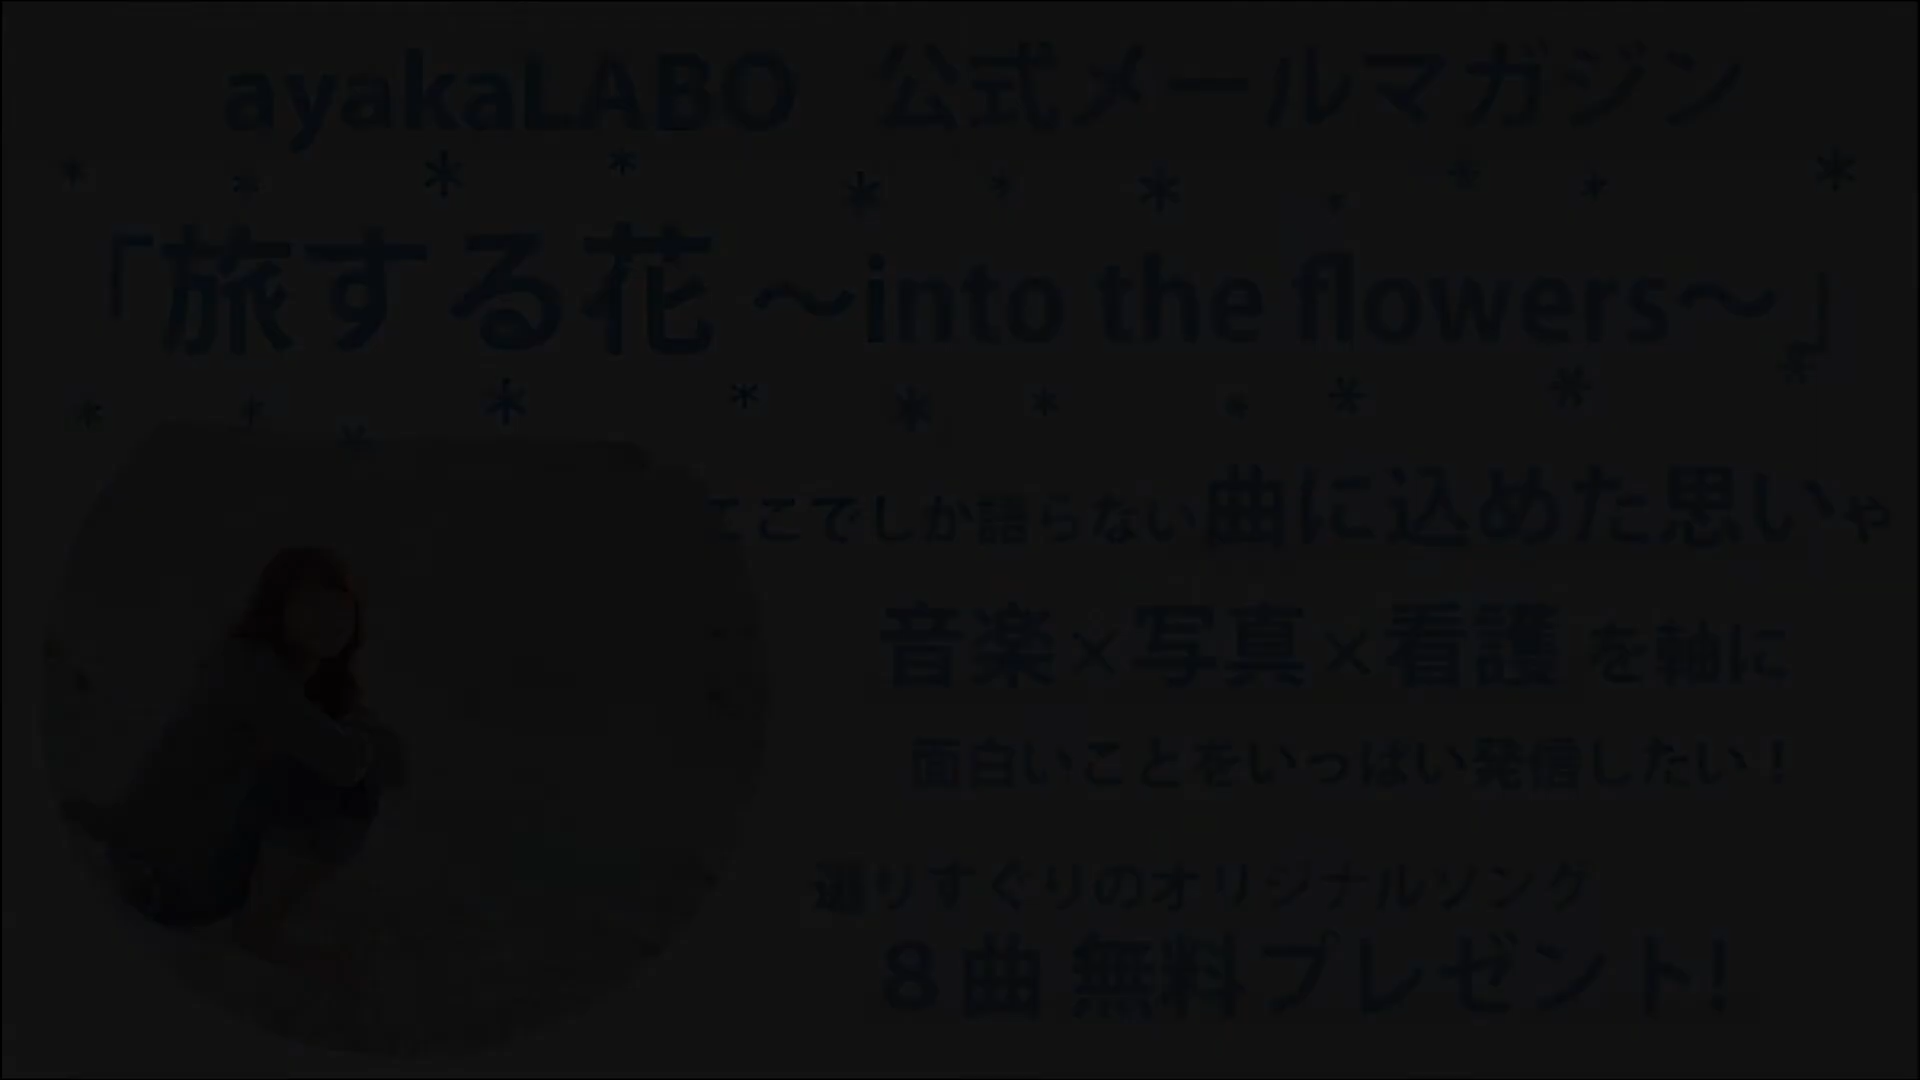 ayakaLABO 公式メールマガジン
「旅する花 〜into the flowers〜」
ここでしか語らない曲に込めた思いや
音楽×写真×看護 を軸に
面白いことをいっぱい発信したい！
選りすぐりのオリジナルソング
８曲 無料プレゼント!